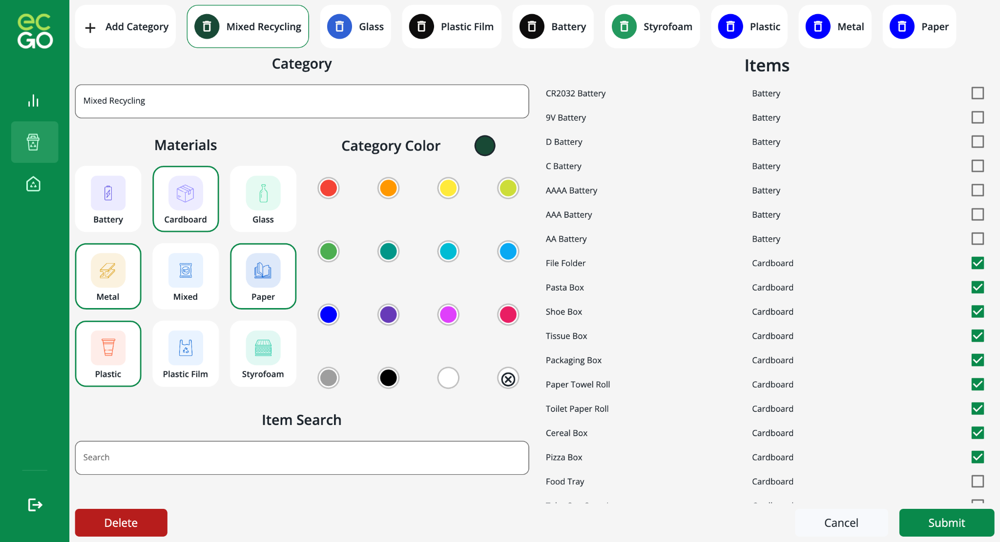 ec
GO
Add Category
Mixed Recycling
Glass
Plastic Film
Battery
Styrofoam
Plastic
Metal
Paper
Category
Mixed Recycling
Materials
Battery
Cardboard
Glass
Metal
Mixed
Paper
Plastic
Plastic Film
Styrofoam
Category Color
Item Search
Search
Items
CR2032 Battery Battery
9V Battery Battery
D Battery Battery
C Battery Battery
AAAA Battery Battery
AAA Battery Battery
AA Battery Battery
File Folder Cardboard
Pasta Box Cardboard
Shoe Box Cardboard
Tissue Box Cardboard
Packaging Box Cardboard
Paper Towel Roll Cardboard
Toilet Paper Roll Cardboard
Cereal Box Cardboard
Pizza Box Cardboard
Food Tray Cardboard
Delete
Cancel
Submit